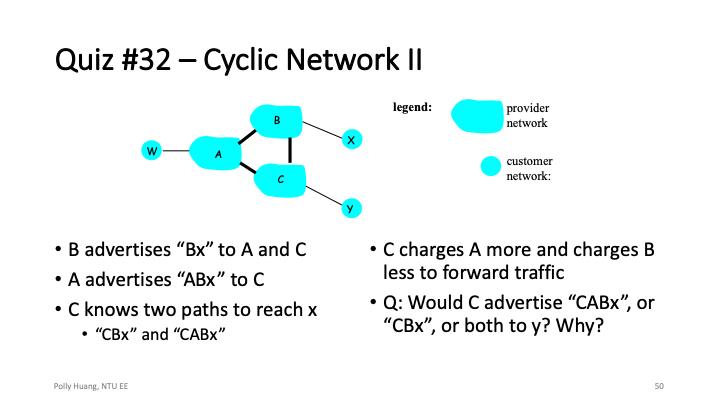 Quiz #32 – Cyclic Network II
legend:
provider
network
customer
network:
W
A
B
C
X
Y
• B advertises “Bx” to A and C
• A advertises “ABx” to C
• C knows two paths to reach x
• “CBx” and “CABx”
• C charges A more and charges B
less to forward traffic
• Q: Would C advertise “CABx”, or
“CBx”, or both to y? Why?
Polly Huang, NTU EE
50